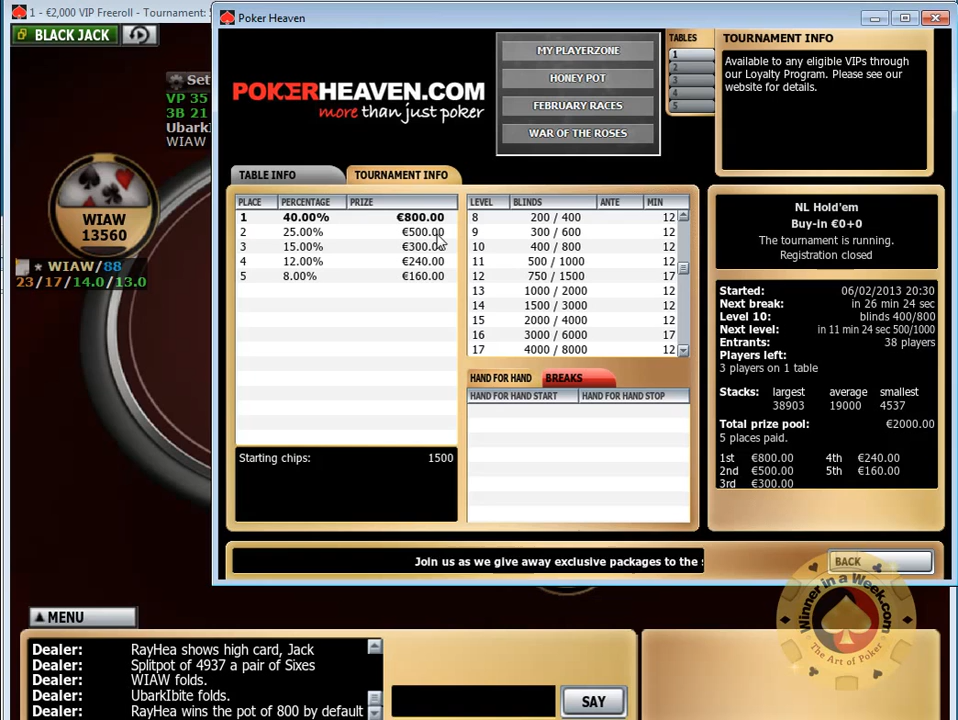 1 - €2,000 VIP Freeroll - Tournament:
BLACK JACK
Set
VP 35
3B 21
UbarkI
WIAW
WIAW
13560
* WIAW/88
23/17/14.0/13.0
Poker Heaven
POKERHEAVEN.COM
more than just poker
MY PLAYERZONE
HONEY POT
FEBRUARY RACES
WAR OF THE ROSES
TABLES
1
2
3
4
5
TOURNAMENT INFO
Available to any eligible VIPs through
our Loyalty Program. Please see our
website for details.
TABLE INFO
TOURNAMENT INFO
PLACE PERCENTAGE PRIZE
1 40.00% €800.00
2 25.00% €500.00
3 15.00% €300.00
4 12.00% €240.00
5 8.00% €160.00
Starting chips: 1500
LEVEL BLINDS ANTE MIN
8 200 / 400 12
9 300 / 600 12
10 400 / 800 12
11 500 / 1000 12
12 750 / 1500 17
13 1000 / 2000 12
14 1500 / 3000 12
15 2000 / 4000 12
16 3000 / 6000 17
17 4000 / 8000 12
HAND FOR HAND BREAKS
HAND FOR HAND START HAND FOR HAND STOP
NL Hold'em
Buy-in €0+0
The tournament is running.
Registration closed
Started: 06/02/2013 20:30
Next break: in 26 min 24 sec
Level 10: blinds 400/800
Next level: in 11 min 24 sec 500/1000
Entrants: 38 players
Players left:
3 players on 1 table
Stacks: largest average smallest
38903 19000 4537
Total prize pool: €2000.00
5 places paid.
1st €800.00 4th €240.00
2nd €500.00 5th €160.00
3rd €300.00
Join us as we give away exclusive packages to the
BACK
Winner in a Week.com
The Art of Poker
MENU
Dealer: RayHea shows high card, Jack
Dealer: Splitpot of 4937 a pair of Sixes
Dealer: WIAW folds.
Dealer: UbarkIbite folds.
Dealer: RayHea wins the pot of 800 by default
SAY